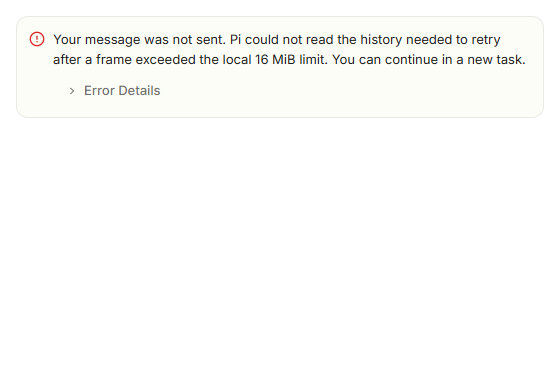 Your message was not sent. Pi could not read the history needed to retry
after a frame exceeded the local 16 MiB limit. You can continue in a new task.
Error Details